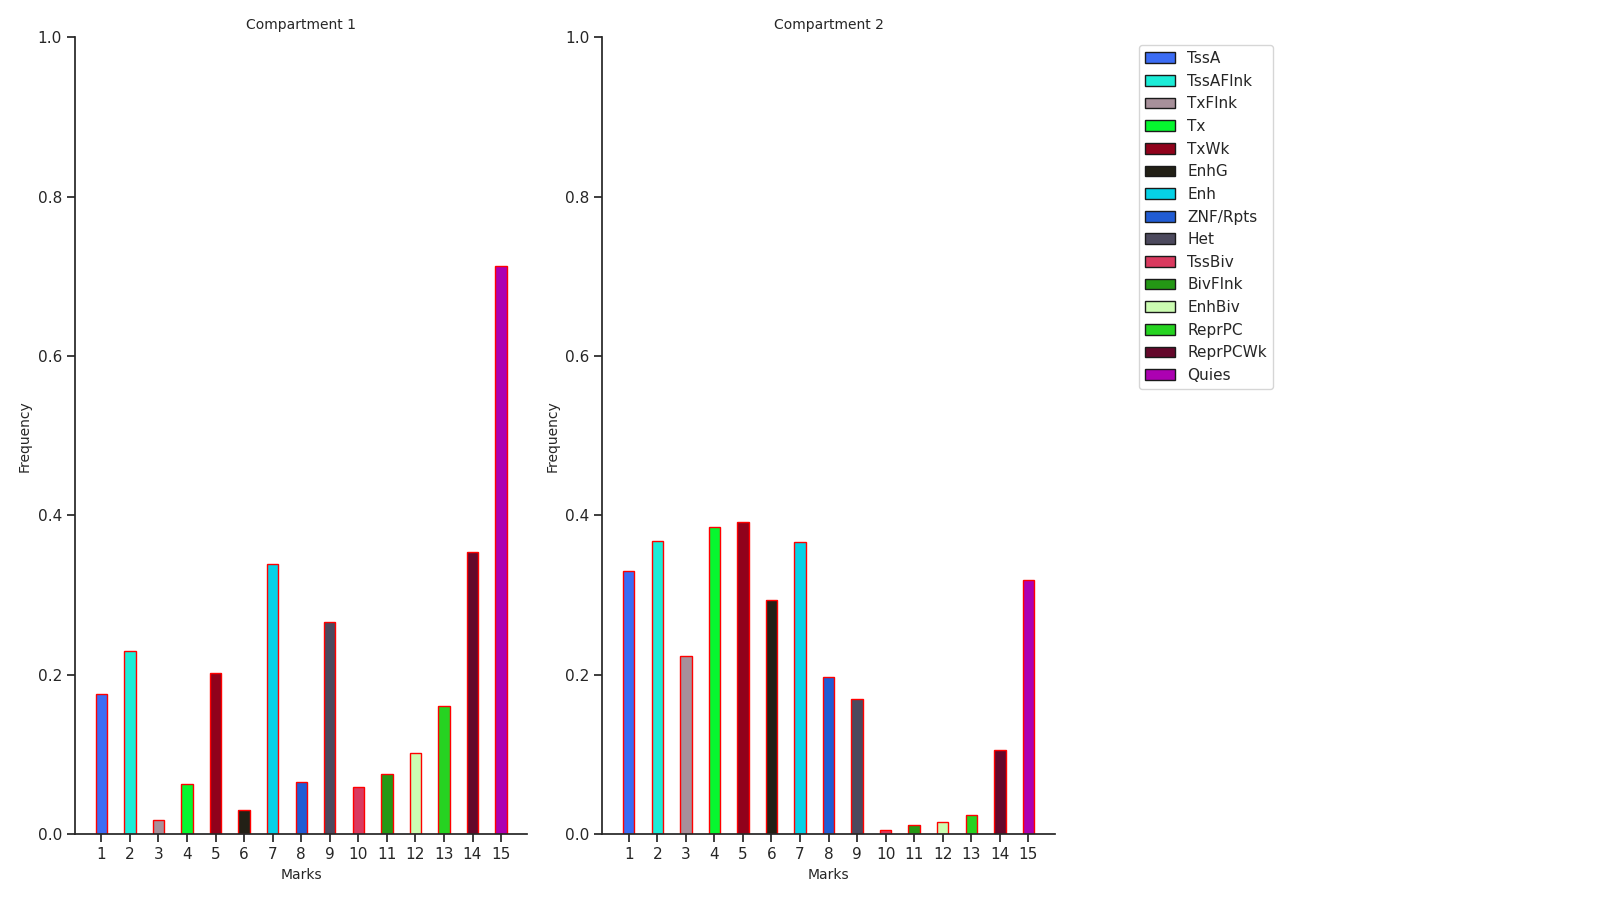 Compartment 1
1.0
0.8
0.6
0.4
0.2
0.0
Frequency
1 2 3 4 5 6 7 8 9 10 11 12 13 14 15
Marks
Compartment 2
1.0
0.8
0.6
0.4
0.2
0.0
Frequency
1 2 3 4 5 6 7 8 9 10 11 12 13 14 15
Marks
TssA
TssAFlnk
TxFlnk
Tx
TxWk
EnhG
Enh
ZNF/Rpts
Het
TssBiv
BivFlnk
EnhBiv
ReprPC
ReprPCWk
Quies